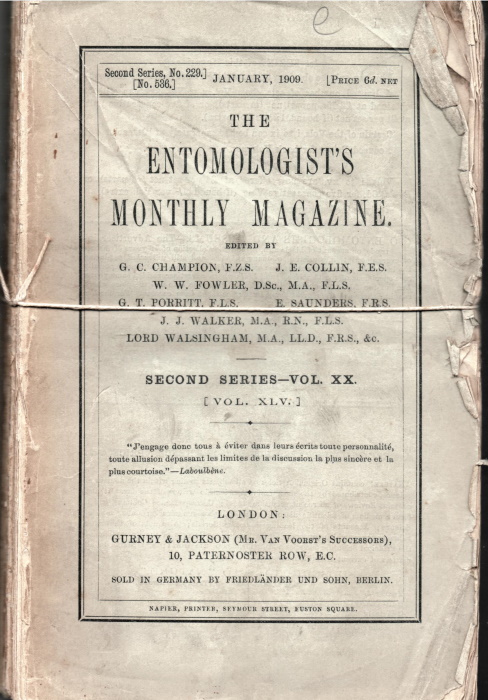 e
Second Series, No. 229.]
[No. 536.]
JANUARY, 1909.
[PRICE 6d. NET
THE
ENTOMOLOGIST'S
MONTHLY MAGAZINE.
EDITED BY
G. C. CHAMPION, F.Z.S. J. E. COLLIN, F.E.S.
W. W. FOWLER, D.SC., M.A., F.L.S.
G. T. PORRITT, F.L.S. E. SAUNDERS, F.R.S.
J. J. WALKER, M.A., R.N., F.L.S.
LORD WALSINGHAM, M.A., LL.D., F.R.S., &c.
SECOND SERIES—VOL. XX.
[VOL. XLV.]
"J'engage donc tous à éviter dans leurs écrits toute personnalité,
toute allusion dépassant les limites de la discussion la plus sincère et la
plus courtoise."—Laboulbène.
LONDON:
GURNEY & JACKSON (MR. VAN VOORST'S SUCCESSORS),
10, PATERNOSTER ROW, E.C.
SOLD IN GERMANY BY FRIEDLÄNDER UND SOHN, BERLIN.
NAPIER, PRINTER, SEYMOUR STREET, EUSTON SQUARE.